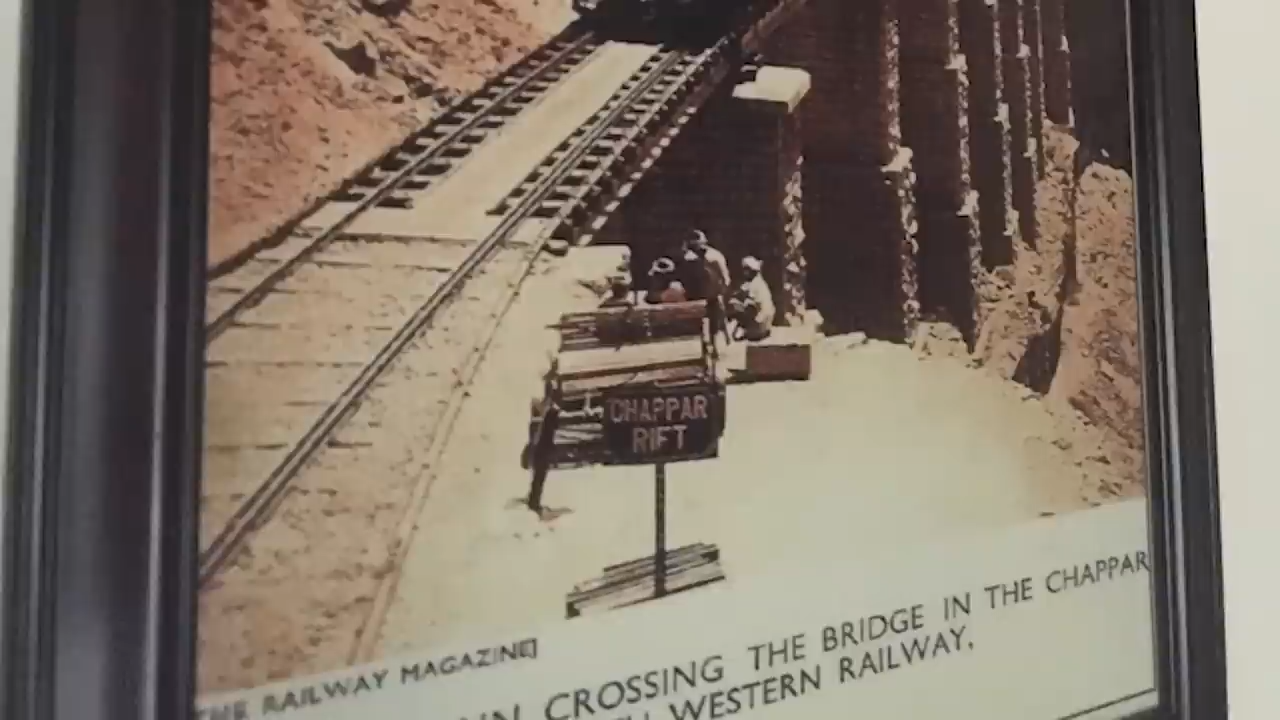 CHAPPAR
RIFT
THE RAILWAY MAGAZINE]
CROSSING THE BRIDGE IN THE CHAPPAR
WESTERN RAILWAY.